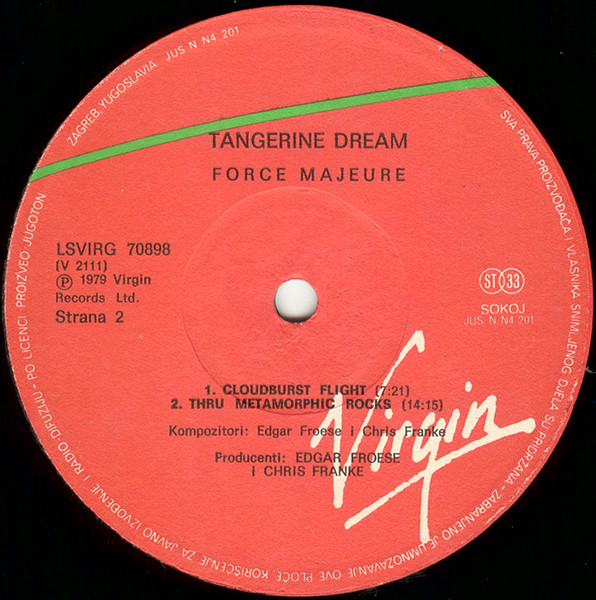 TANGERINE DREAM
FORCE MAJEURE
LSVIRG 70898
(V 2111)
Ⓟ 1979 Virgin
Records Ltd.
Strana 2
ST 33
SOKOJ
JUS N N4 201
1. CLOUDBURST FLIGHT (7:21)
2. THRU METAMORPHIC ROCKS (14:15)
Kompozitori: Edgar Froese i Chris Franke
Producenti: EDGAR FROESE
i CHRIS FRANKE
Virgin
SVA PRAVA PROIZVOĐAČA I VLASNIKA SNIMLJENOG DJELA SU PRIDRŽANA - ZABRANJENO JE UMNOŽAVANJE OVE PLOČE, KORIŠĆENJE ZA JAVNO IZVOĐENJE I RADIO-DIFUZIJU - PO LICENCI PROIZVEO JUGOTON
ZAGREB, YUGOSLAVIA JUS N N4 201